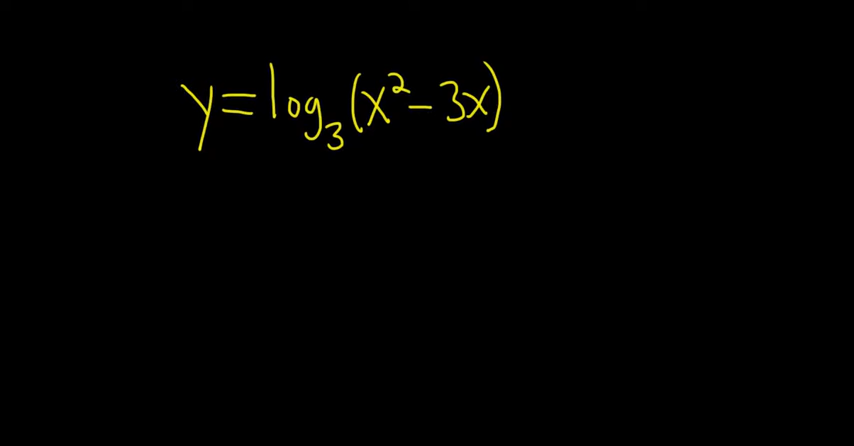 y = log₃(x² - 3x)